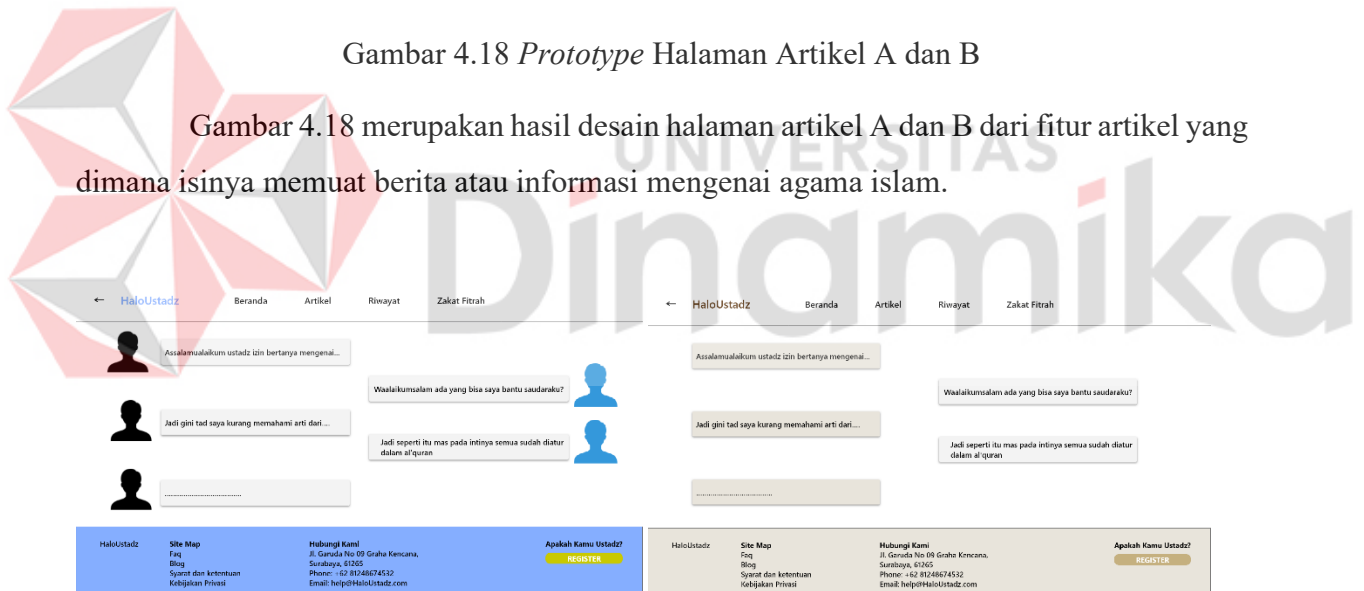 Gambar 4.18 Prototype Halaman Artikel A dan B
Gambar 4.18 merupakan hasil desain halaman artikel A dan B dari fitur artikel yang
dimana isinya memuat berita atau informasi mengenai agama islam.
UNIVERSITAS
Dinamika
← HaloUstadz Beranda Artikel Riwayat Zakat Fitrah
Assalamualaikum ustadz izin bertanya mengenai...
Waalaikumsalam ada yang bisa saya bantu saudaraku?
Jadi gini tad saya kurang memahami arti dari....
Jadi seperti itu mas pada intinya semua sudah diatur
dalam al'quran
......................................
HaloUstadz
Site Map
Faq
Blog
Syarat dan ketentuan
Kebijakan Privasi
Hubungi Kami
Jl. Garuda No 09 Graha Kencana,
Surabaya, 61265
Phone: +62 81248674532
Email: help@HaloUstadz.com
Apakah Kamu Ustadz?
REGISTER
← HaloUstadz Beranda Artikel Riwayat Zakat Fitrah
Assalamualaikum ustadz izin bertanya mengenai...
Waalaikumsalam ada yang bisa saya bantu saudaraku?
Jadi gini tad saya kurang memahami arti dari....
Jadi seperti itu mas pada intinya semua sudah diatur
dalam al'quran
......................................
HaloUstadz
Site Map
Faq
Blog
Syarat dan ketentuan
Kebijakan Privasi
Hubungi Kami
Jl. Garuda No 09 Graha Kencana,
Surabaya, 61265
Phone: +62 81248674532
Email: help@HaloUstadz.com
Apakah Kamu Ustadz?
REGISTER